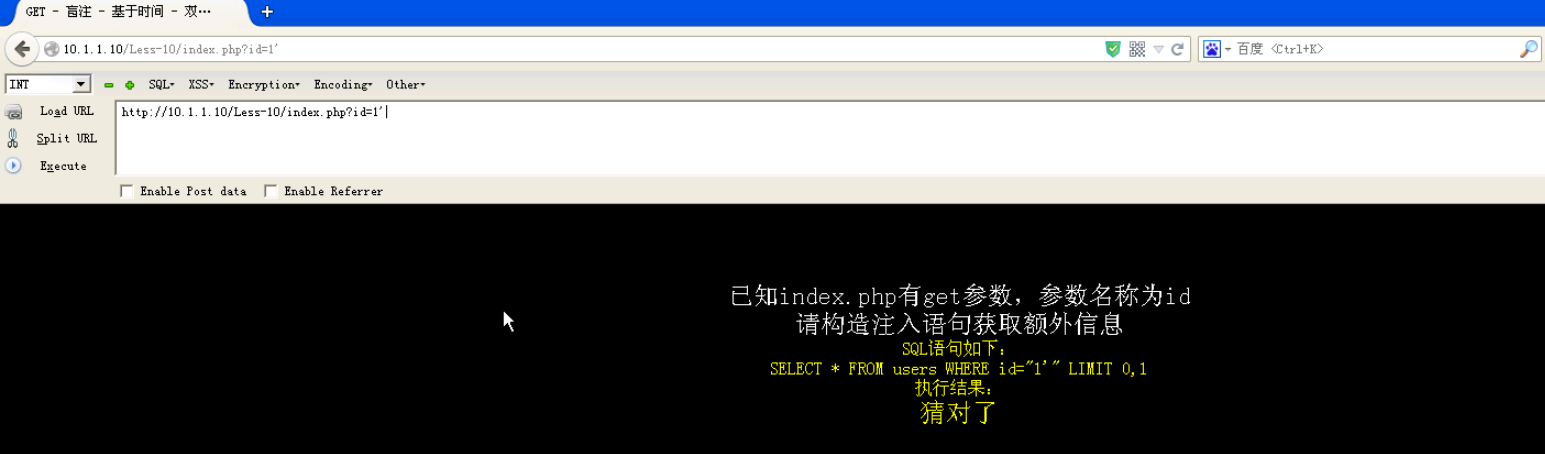 GET - 盲注 - 基于时间 - 双…
10.1.1.10/Less-10/index.php?id=1'
百度 <Ctrl+K>
INT SQL XSS Encryption Encoding Other
Load URL
http://10.1.1.10/Less-10/index.php?id=1'
Split URL
Execute
Enable Post data Enable Referrer
已知index.php有get参数，参数名称为id
请构造注入语句获取额外信息
SQL语句如下：
SELECT * FROM users WHERE id="1'" LIMIT 0,1
执行结果：
猜对了